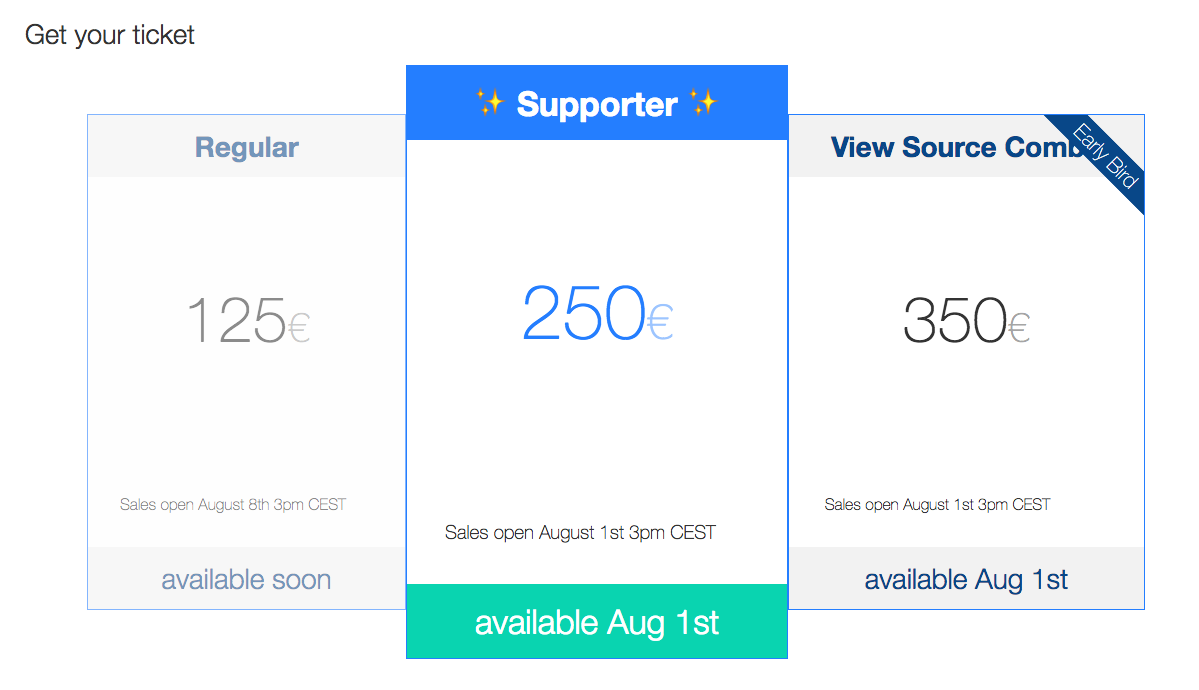 Get your ticket
Regular
125€
Sales open August 8th 3pm CEST
available soon
✨ Supporter ✨
250€
Sales open August 1st 3pm CEST
available Aug 1st
View Source Comb
Early Bird
350€
Sales open August 1st 3pm CEST
available Aug 1st